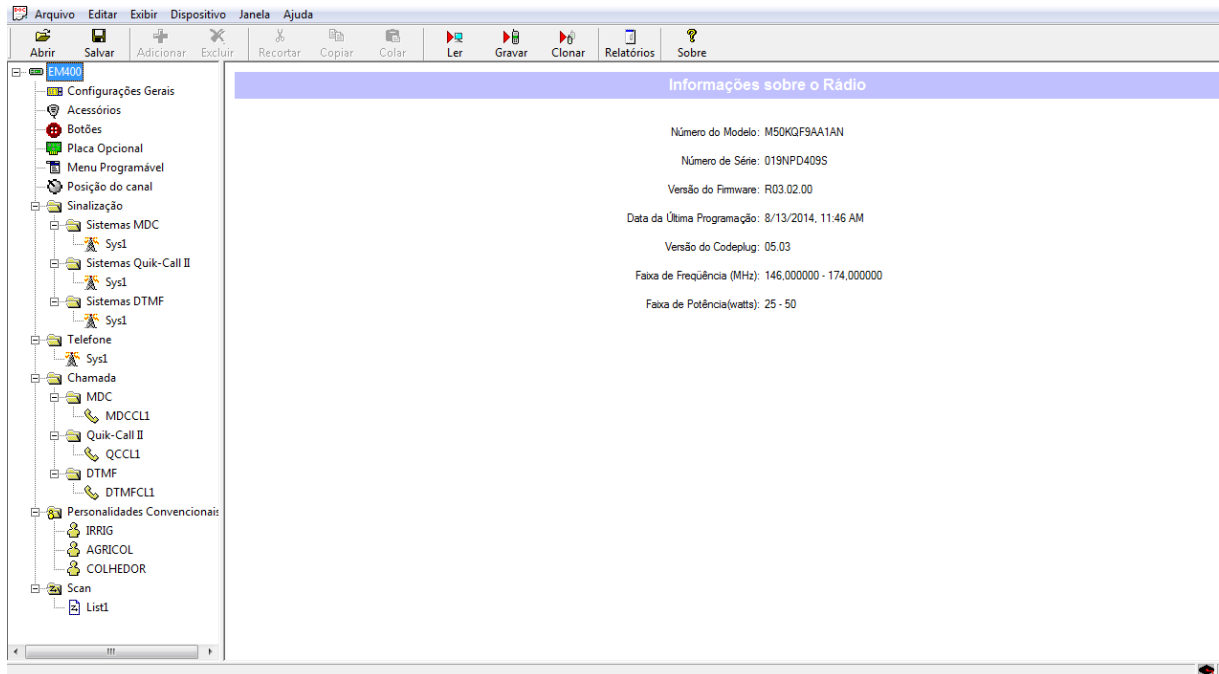 Arquivo Editar Exibir Dispositivo Janela Ajuda
Abrir Salvar Adicionar Excluir Recortar Copiar Colar Ler Gravar Clonar Relatórios Sobre
EM400
Configurações Gerais
Acessórios
Botões
Placa Opcional
Menu Programável
Posição do canal
Sinalização
Sistemas MDC
Sys1
Sistemas Quik-Call II
Sys1
Sistemas DTMF
Sys1
Telefone
Sys1
Chamada
MDC
MDCCL1
Quik-Call II
QCCL1
DTMF
DTMFCL1
Personalidades Convencionais
IRRIG
AGRICOL
COLHEDOR
Scan
List1
Informações sobre o Rádio
Número do Modelo: M50KQF9AA1AN
Número de Série: 019NPD409S
Versão do Firmware: R03.02.00
Data da Última Programação: 8/13/2014, 11:46 AM
Versão do Codeplug: 05.03
Faixa de Freqüência (MHz): 146,000000 - 174,000000
Faixa de Potência(watts): 25 - 50